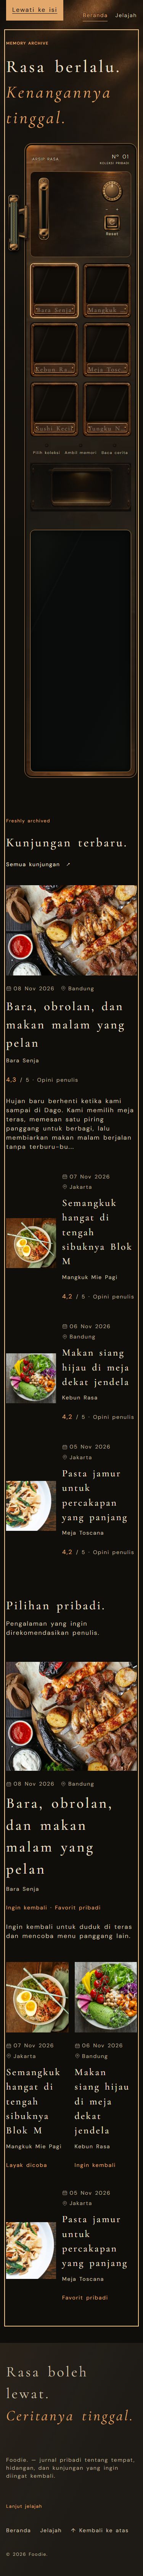 Lewati ke isi
Beranda Jelajah
MEMORY ARCHIVE
Rasa berlalu.
Kenangannya
tinggal.
ARSIP RASA
Nº 01
KOLEKSI PRIBADI
Reset
Bara Senja
Mangkuk
Kebun Ra...
Meja Tosc...
Sushi Kecil
Tungku N...
Pilih koleksi Ambil memori Baca cerita
Freshly archived
Kunjungan terbaru.
Semua kunjungan ↗
08 Nov 2026 Bandung
Bara, obrolan, dan
makan malam yang
pelan
Bara Senja
4,3 / 5 · Opini penulis
Hujan baru berhenti ketika kami
sampai di Dago. Kami memilih meja
teras, memesan satu piring
panggang untuk berbagi, lalu
membiarkan makan malam berjalan
tanpa terburu-bu...
07 Nov 2026
Jakarta
Semangkuk
hangat di
tengah
sibuknya Blok
M
Mangkuk Mie Pagi
4,2 / 5 · Opini penulis
06 Nov 2026
Bandung
Makan siang
hijau di meja
dekat jendela
Kebun Rasa
4,2 / 5 · Opini penulis
05 Nov 2026
Jakarta
Pasta jamur
untuk
percakapan
yang panjang
Meja Toscana
4,2 / 5 · Opini penulis
Pilihan pribadi.
Pengalaman yang ingin
direkomendasikan penulis.
08 Nov 2026 Bandung
Bara, obrolan,
dan makan
malam yang
pelan
Bara Senja
Ingin kembali · Favorit pribadi
Ingin kembali untuk duduk di teras
dan mencoba menu panggang lain.
07 Nov 2026
Jakarta
Semangkuk
hangat di
tengah
sibuknya
Blok M
Mangkuk Mie Pagi
Layak dicoba
06 Nov 2026
Bandung
Makan
siang hijau
di meja
dekat
jendela
Kebun Rasa
Ingin kembali
05 Nov 2026
Jakarta
Pasta jamur
untuk
percakapan
yang panjang
Meja Toscana
Favorit pribadi
Rasa boleh
lewat.
Ceritanya tinggal.
Foodie. — jurnal pribadi tentang tempat,
hidangan, dan kunjungan yang ingin
diingat kembali.
Lanjut jelajah
Beranda Jelajah ↑ Kembali ke atas
© 2026 Foodie.